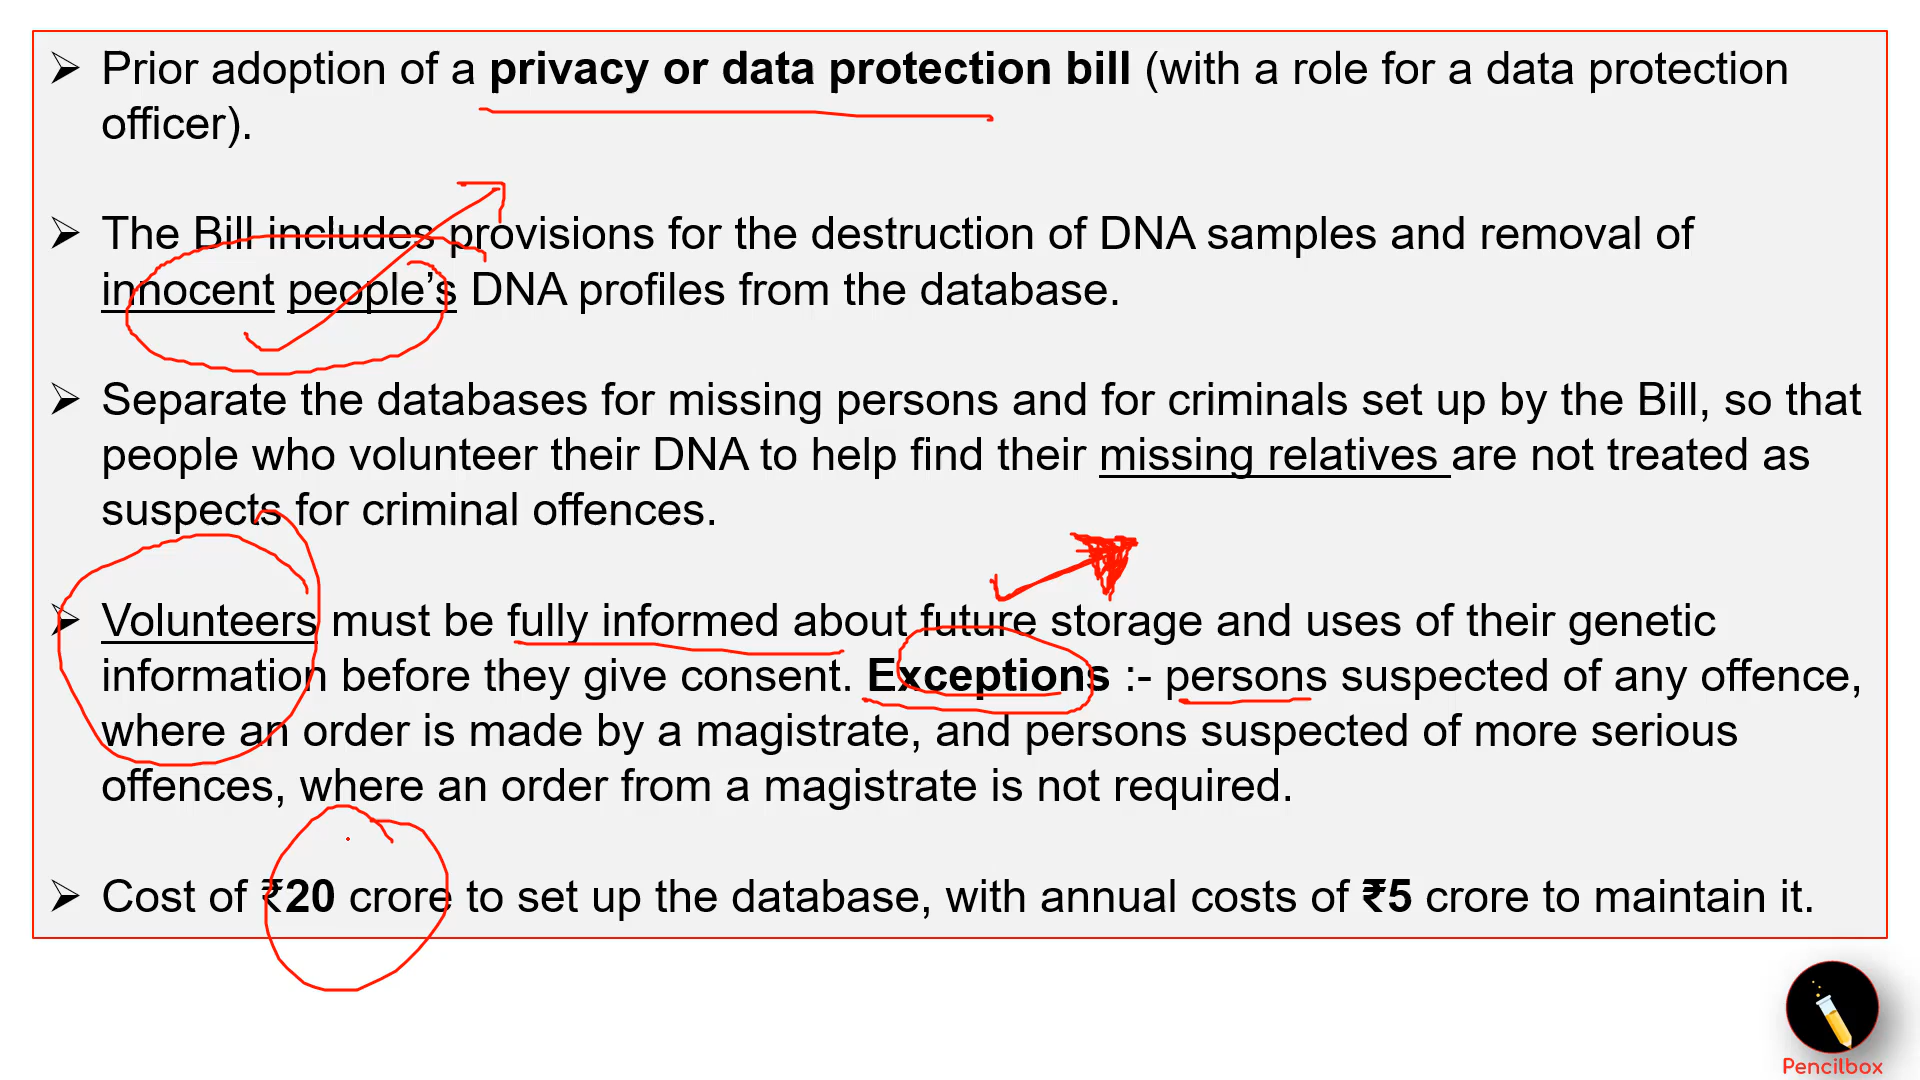 ➢ Prior adoption of a privacy or data protection bill (with a role for a data protection
officer).
➢ The Bill includes provisions for the destruction of DNA samples and removal of
innocent people’s DNA profiles from the database.
➢ Separate the databases for missing persons and for criminals set up by the Bill, so that
people who volunteer their DNA to help find their missing relatives are not treated as
suspects for criminal offences.
➢ Volunteers must be fully informed about future storage and uses of their genetic
information before they give consent. Exceptions :- persons suspected of any offence,
where an order is made by a magistrate, and persons suspected of more serious
offences, where an order from a magistrate is not required.
➢ Cost of ₹20 crore to set up the database, with annual costs of ₹5 crore to maintain it.
Pencilbox